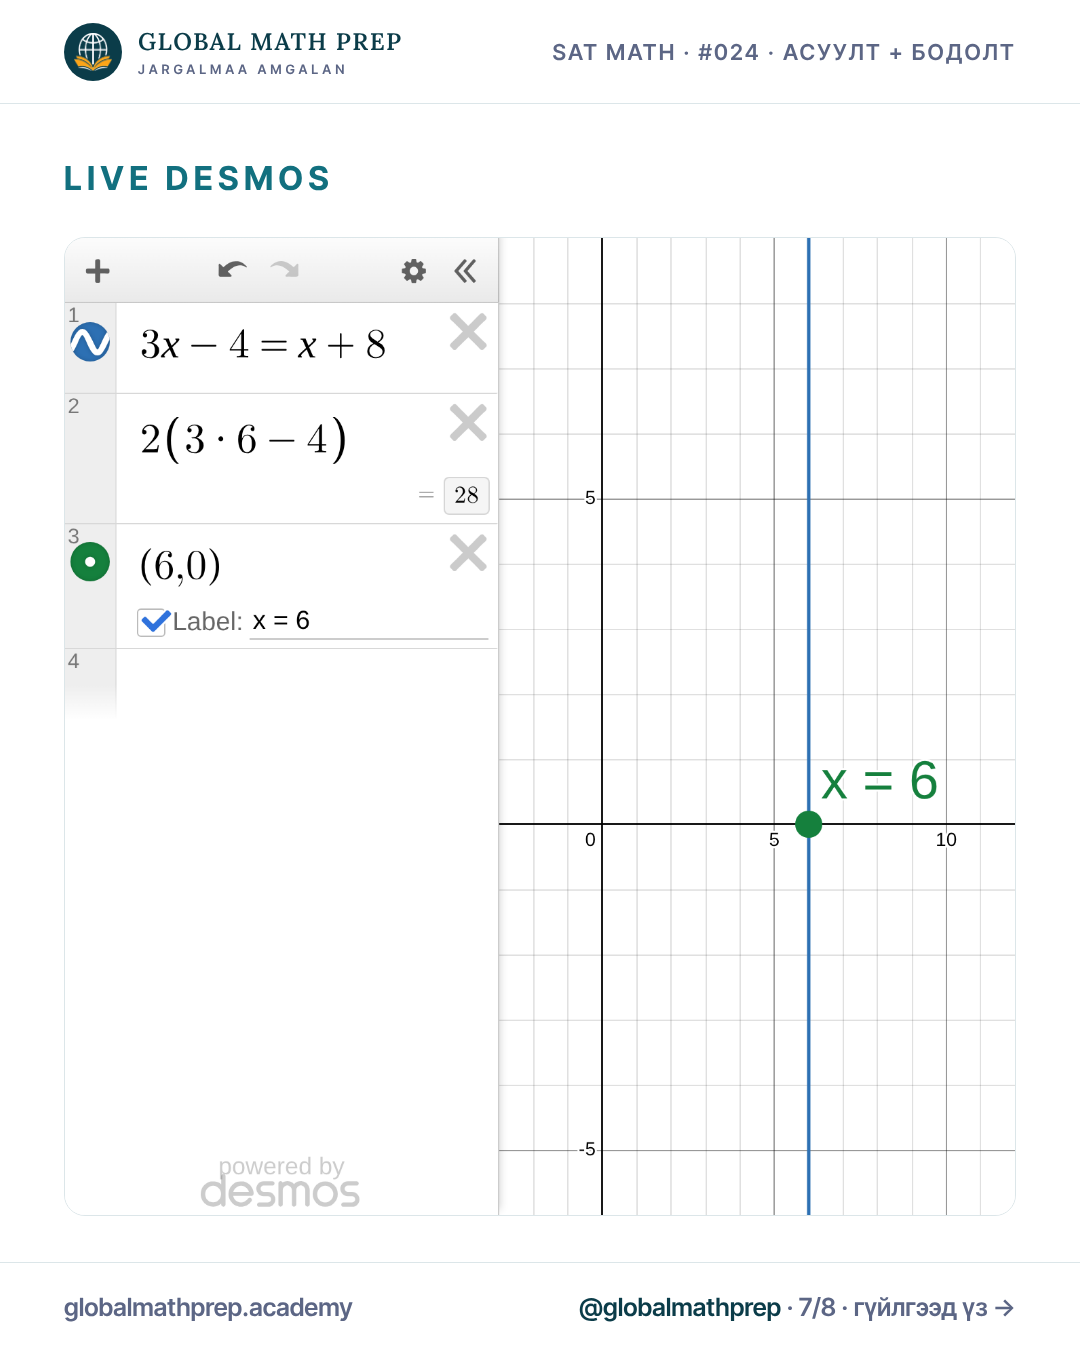 GLOBAL MATH PREP
JARGALMAA AMGALAN
SAT MATH · #024 · АСУУЛТ + БОДОЛТ
LIVE DESMOS
1
3x − 4 = x + 8
2
2(3 · 6 − 4)
= 28
3
(6,0)
Label: x = 6
4
powered by
desmos
5
x = 6
0
5
10
-5
globalmathprep.academy
@globalmathprep · 7/8 · гүйлгээд үз →